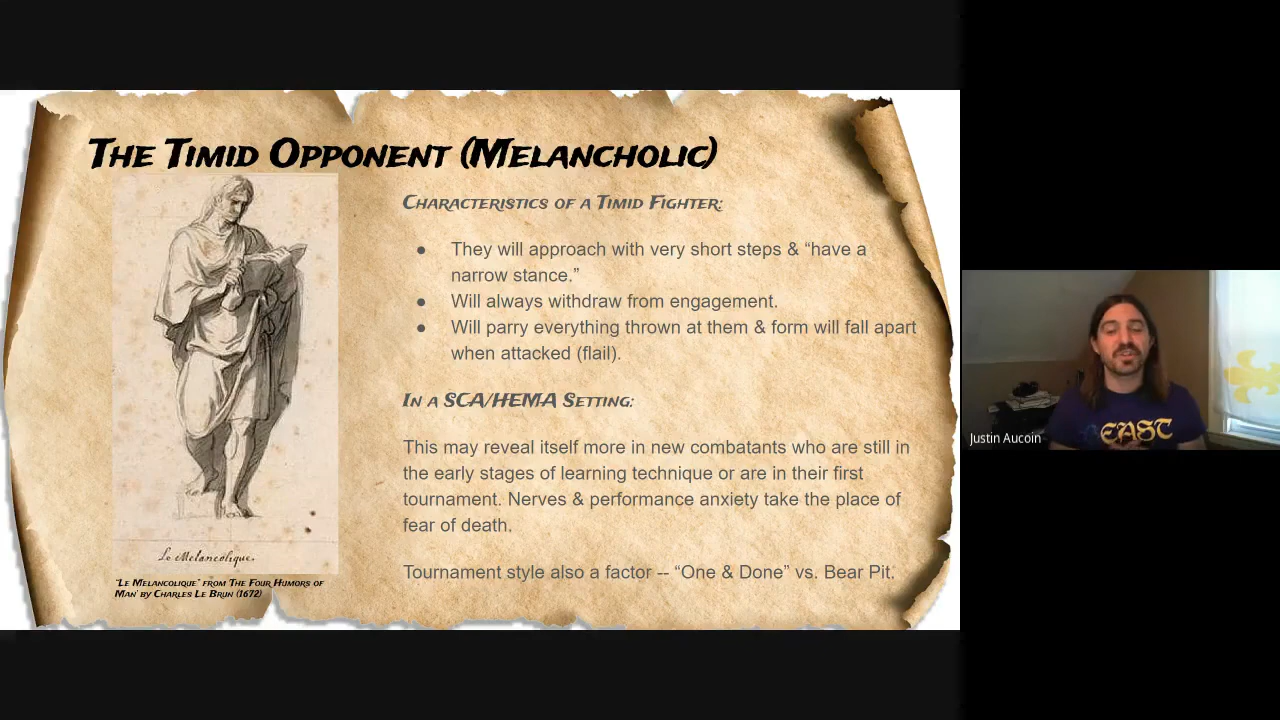 The Timid Opponent (Melancholic)
Characteristics of a Timid Fighter:
● They will approach with very short steps & “have a
narrow stance.”
● Will always withdraw from engagement.
● Will parry everything thrown at them & form will fall apart
when attacked (flail).
In a SCA/HEMA Setting:
This may reveal itself more in new combatants who are still in
the early stages of learning technique or are in their first
tournament. Nerves & performance anxiety take the place of
fear of death.
Tournament style also a factor -- “One & Done” vs. Bear Pit.
Le Melancolique.
"Le Melancolique" from The Four Humors of
Man' by Charles Le Brun (1672)
Justin Aucoin
EAST